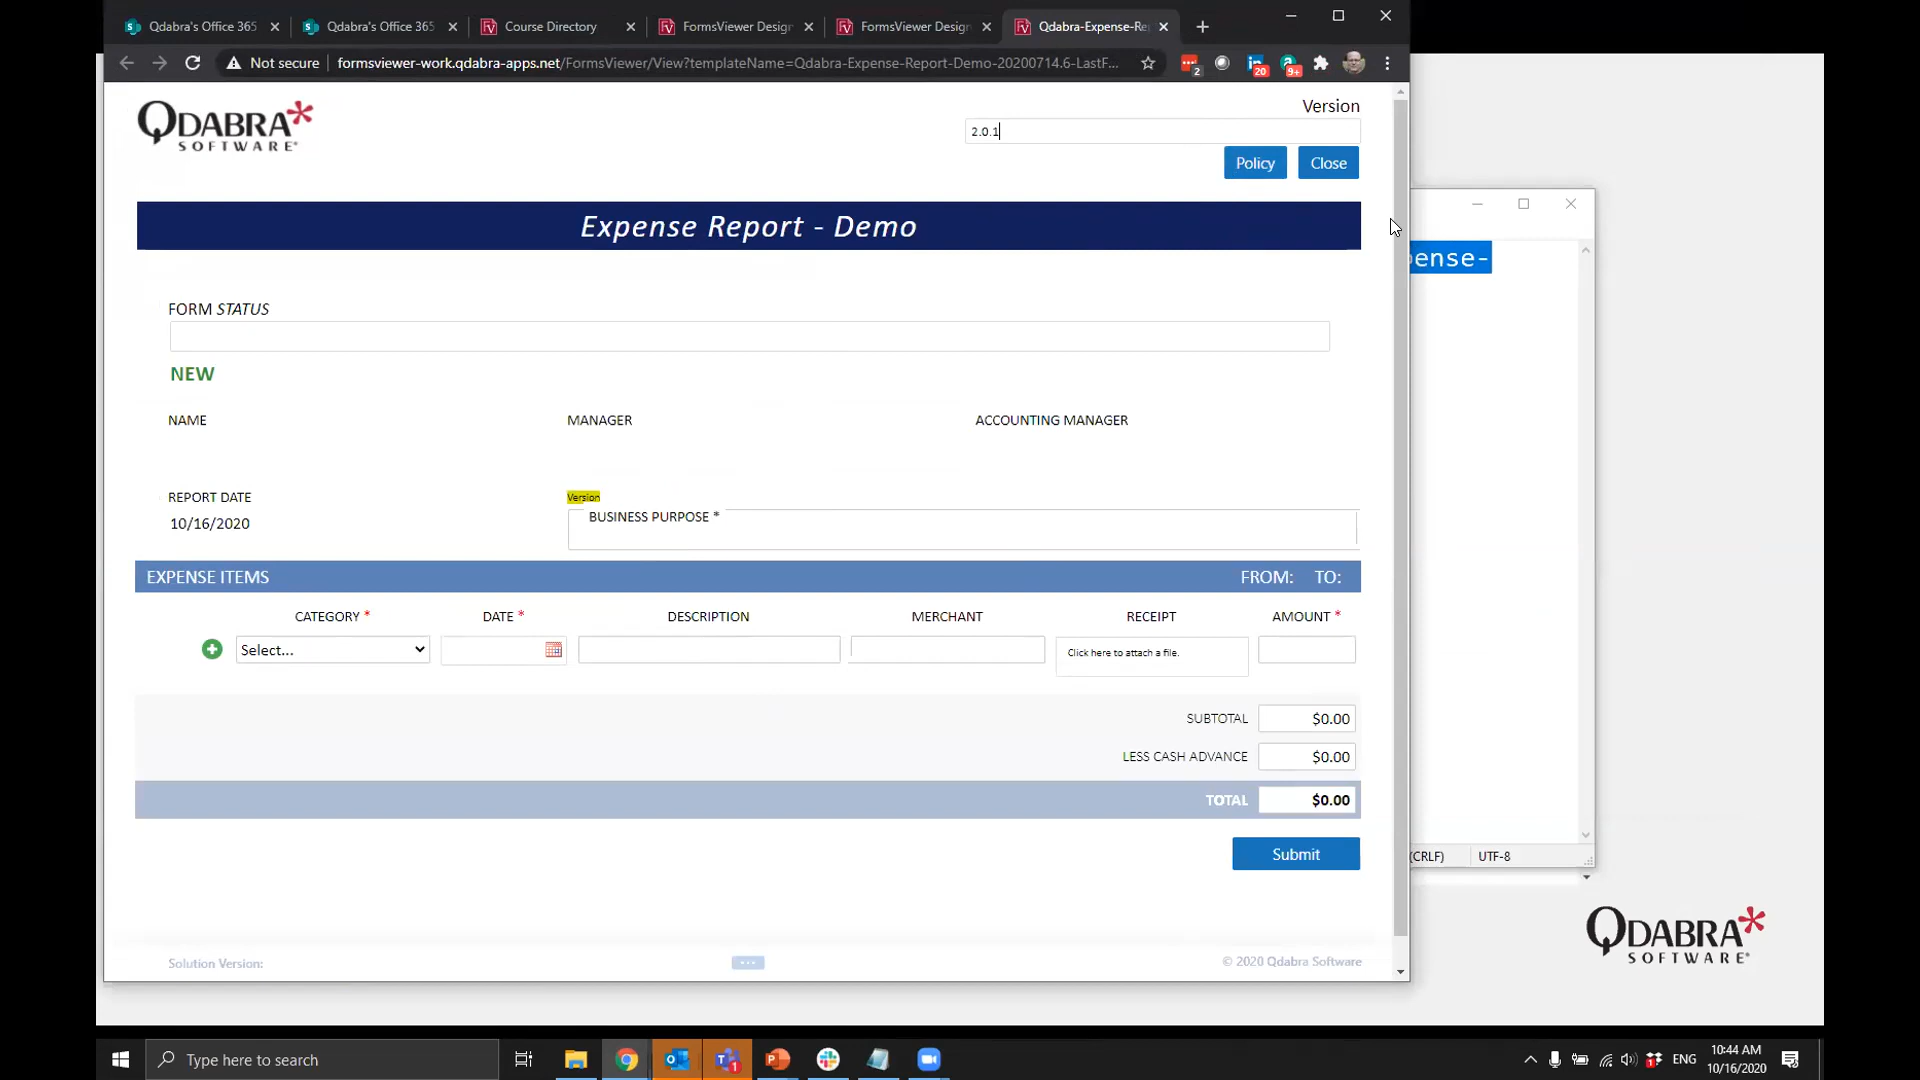 Qdabra's Office 365
Qdabra's Office 365
Course Directory
FormsViewer Design
FormsViewer Design
Qdabra-Expense-Re
Not secure
formsviewer-work.qdabra-apps.net/FormsViewer/View?templateName=Qdabra-Expense-Report-Demo-20200714.6-LastF...
2
20
9+
QDABRA
SOFTWARE
Version
2.0.1
Policy
Close
Expense Report - Demo
pense-
FORM STATUS
NEW
NAME
MANAGER
ACCOUNTING MANAGER
REPORT DATE
10/16/2020
Version
BUSINESS PURPOSE *
EXPENSE ITEMS
FROM:
TO:
CATEGORY *
DATE *
DESCRIPTION
MERCHANT
RECEIPT
AMOUNT *
Select...
Click here to attach a file.
SUBTOTAL
$0.00
LESS CASH ADVANCE
$0.00
TOTAL
$0.00
Submit
(CRLF)
UTF-8
QDABRA
SOFTWARE
Solution Version:
...
© 2020 Qdabra Software
Type here to search
1
ENG
10:44 AM
10/16/2020